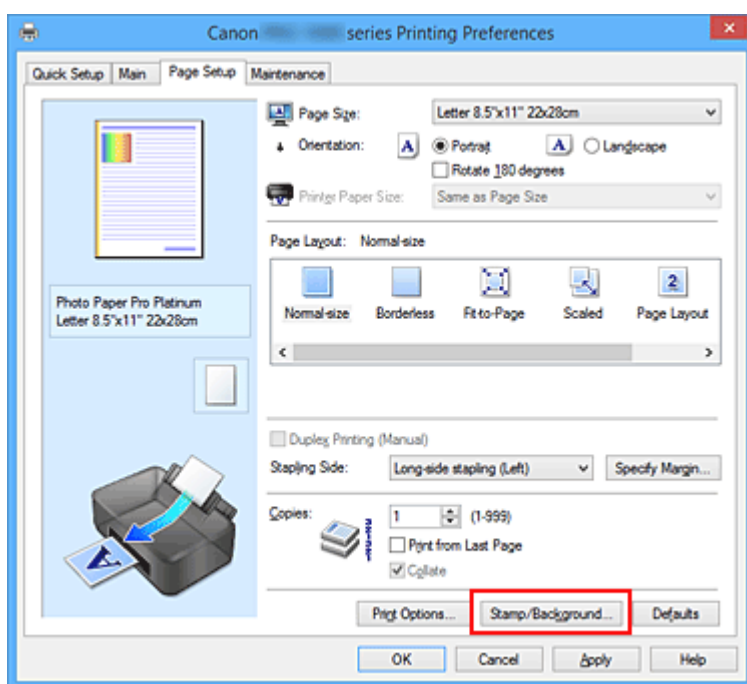 Canon series Printing Preferences
Quick Setup Main Page Setup Maintenance
Page Size: Letter 8.5"x11" 22x28cm
Orientation: A Portrait A Landscape
Rotate 180 degrees
Printer Paper Size: Same as Page Size
Page Layout: Normal-size
2
Normal-size Borderless Fit-to-Page Scaled Page Layout
Photo Paper Pro Platinum
Letter 8.5"x11" 22x28cm
Duplex Printing (Manual)
Stapling Side: Long-side stapling (Left) Specify Margin...
Copies: 1 (1-999)
Print from Last Page
Collate
A
Print Options... Stamp/Background... Defaults
OK Cancel Apply Help